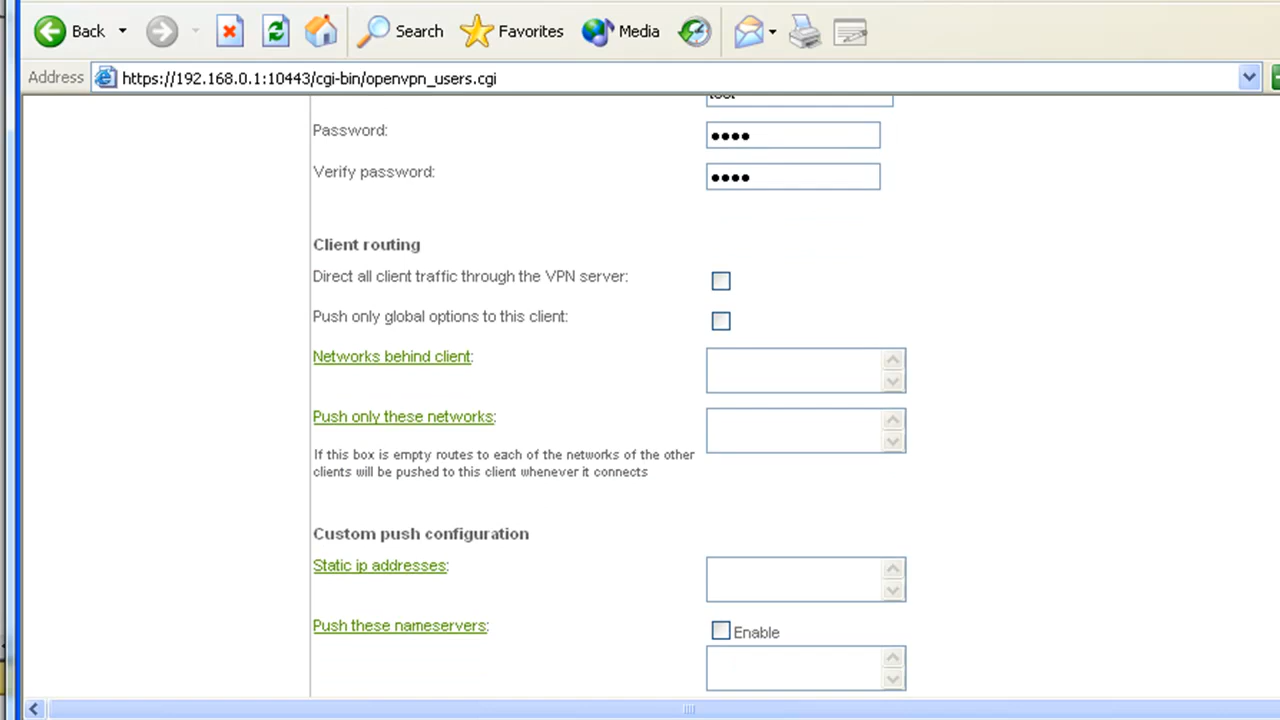 Back Search Favorites Media
Address https://192.168.0.1:10443/cgi-bin/openvpn_users.cgi
Password: ●●●●
Verify password: ●●●●
Client routing
Direct all client traffic through the VPN server:
Push only global options to this client:
Networks behind client:
Push only these networks:
If this box is empty routes to each of the networks of the other
clients will be pushed to this client whenever it connects
Custom push configuration
Static ip addresses:
Push these nameservers: Enable